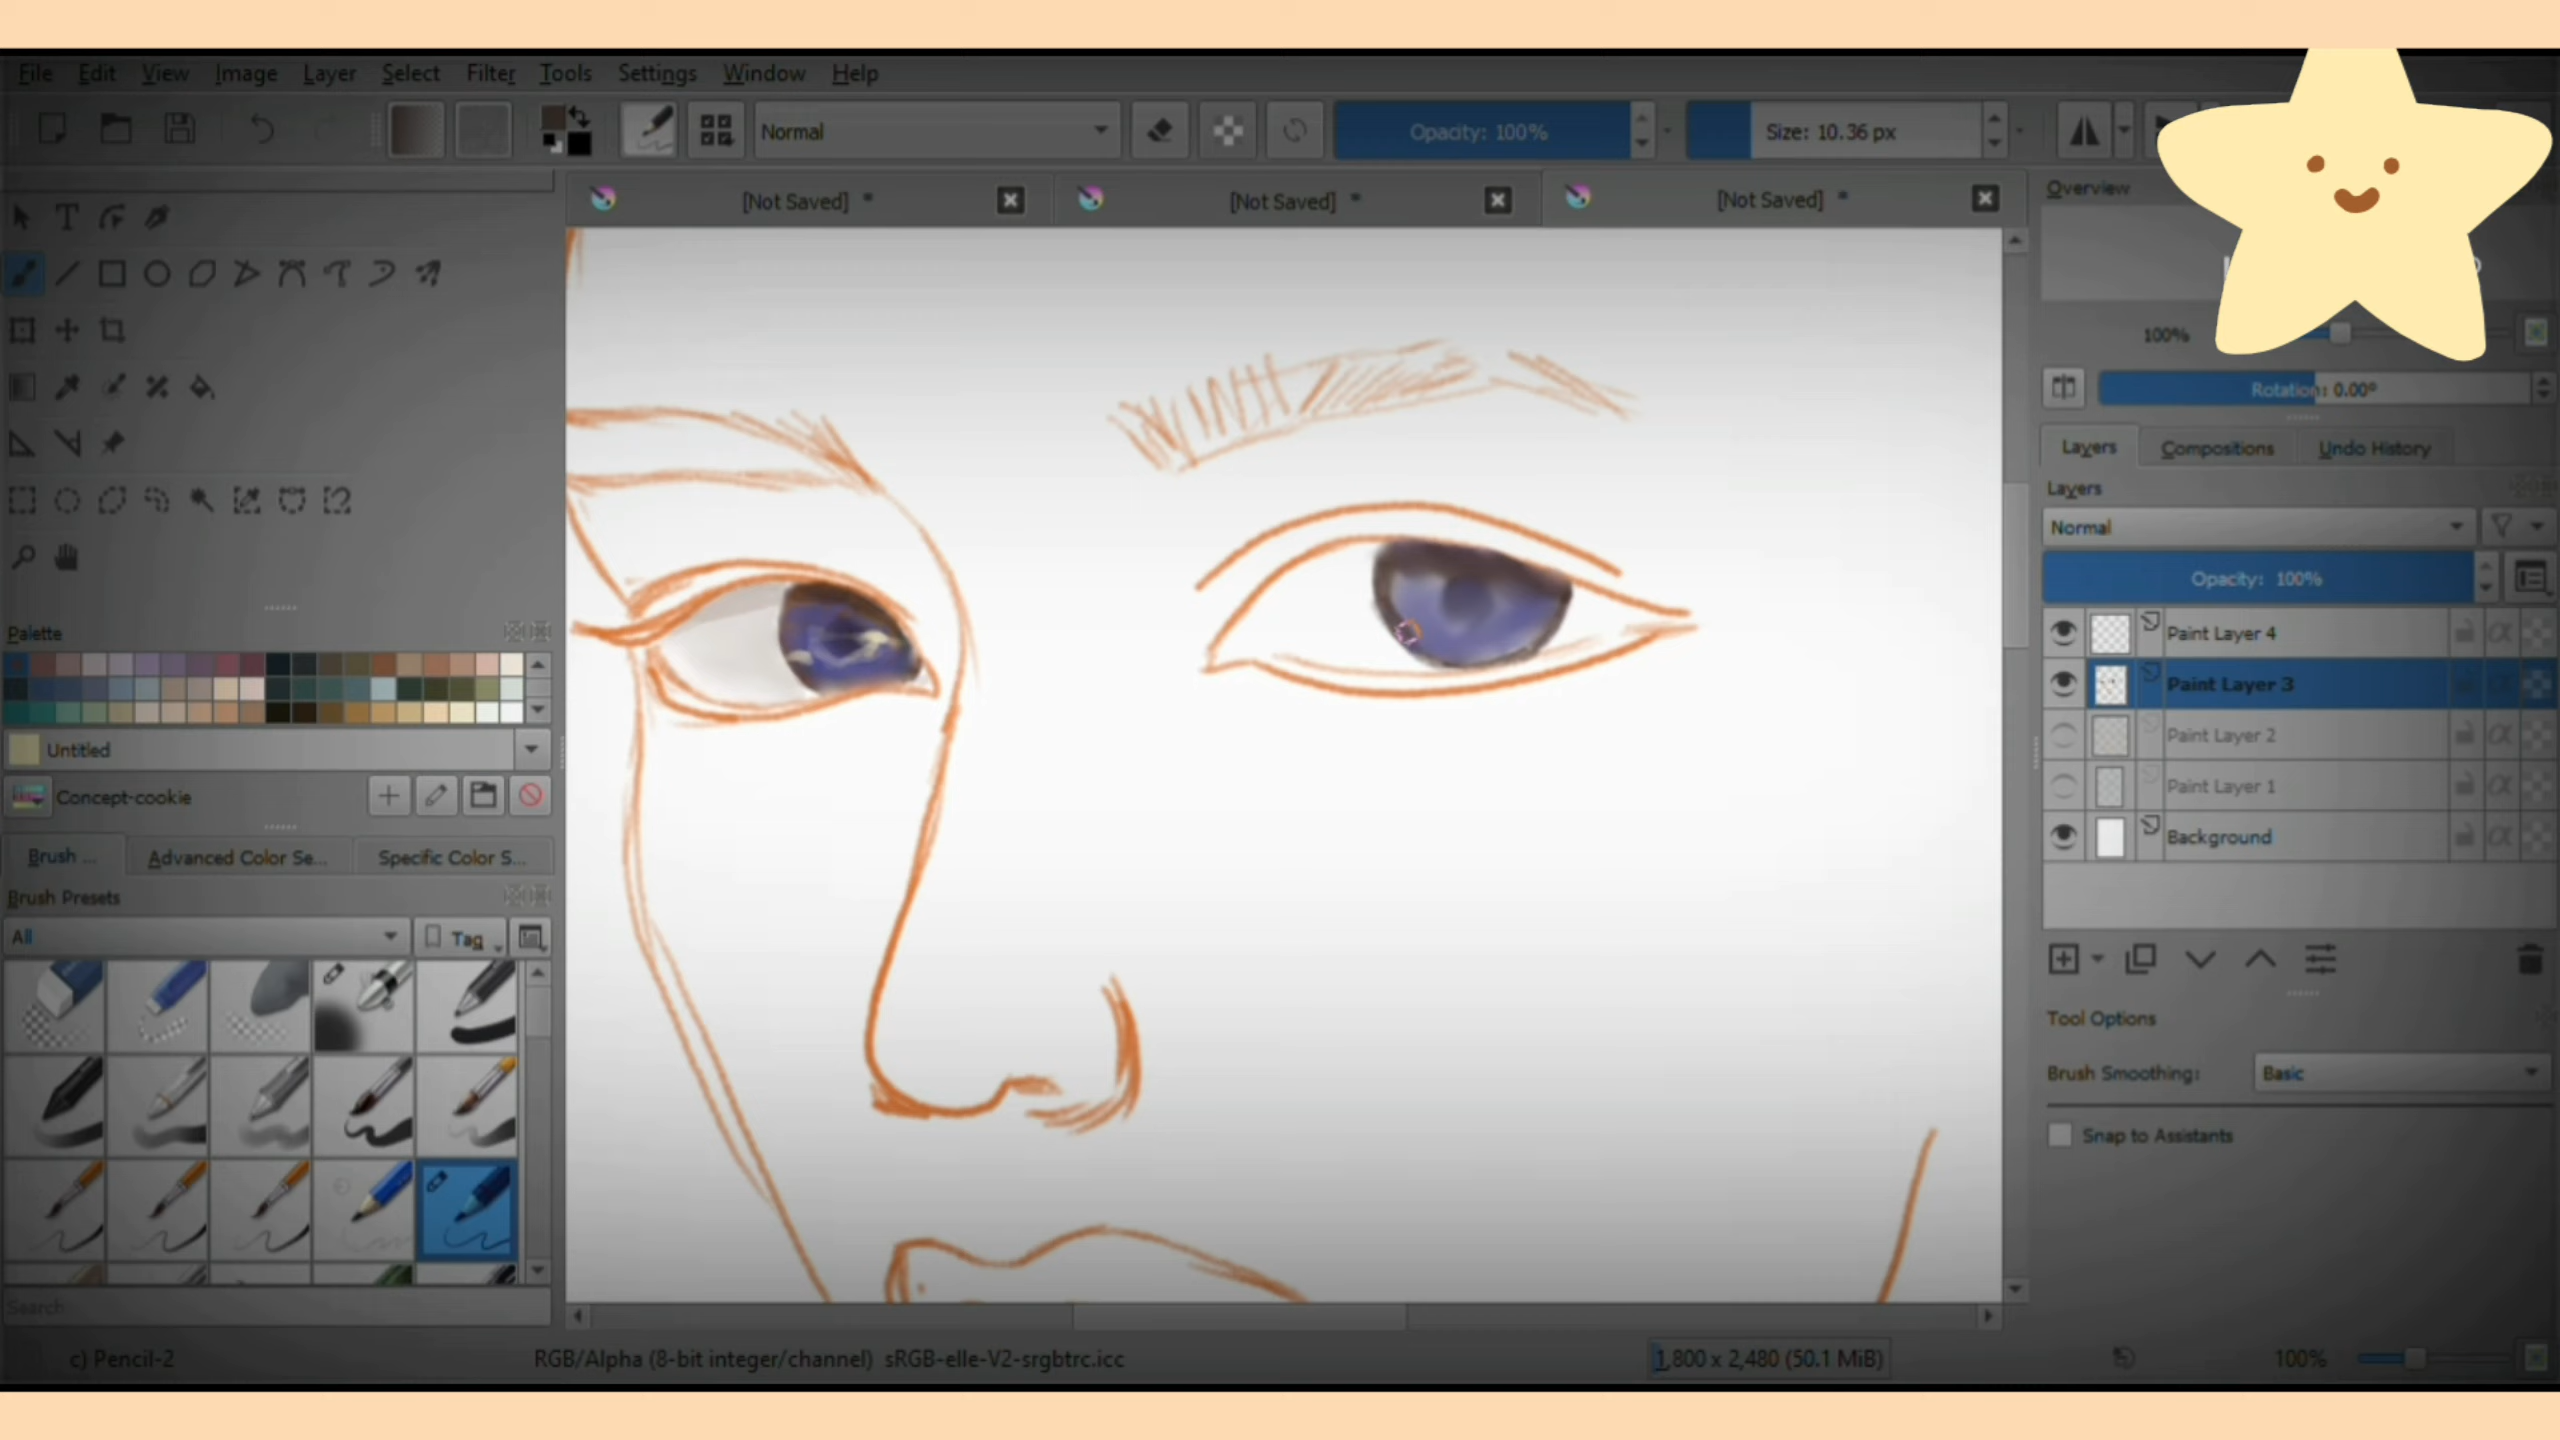 File Edit View Image Layer Select Filter Tools Settings Window Help
Normal
Opacity: 100%
Size: 10.36 px
[Not Saved] *
[Not Saved] *
[Not Saved] *
Overview
100%
Rotation: 0.00°
Layers Compositions Undo History
Layers
Normal
Opacity: 100%
Paint Layer 4
Paint Layer 3
Paint Layer 2
Paint Layer 1
Background
Tool Options
Brush Smoothing: Basic
Snap to Assistants
Palette
Untitled
Concept-cookie
Brush ... Advanced Color Se... Specific Color S...
Brush Presets
All
Tag
Search
c) Pencil-2
RGB/Alpha (8-bit integer/channel) sRGB-elle-V2-srgbtrc.icc
1,800 x 2,480 (50.1 MiB)
100%